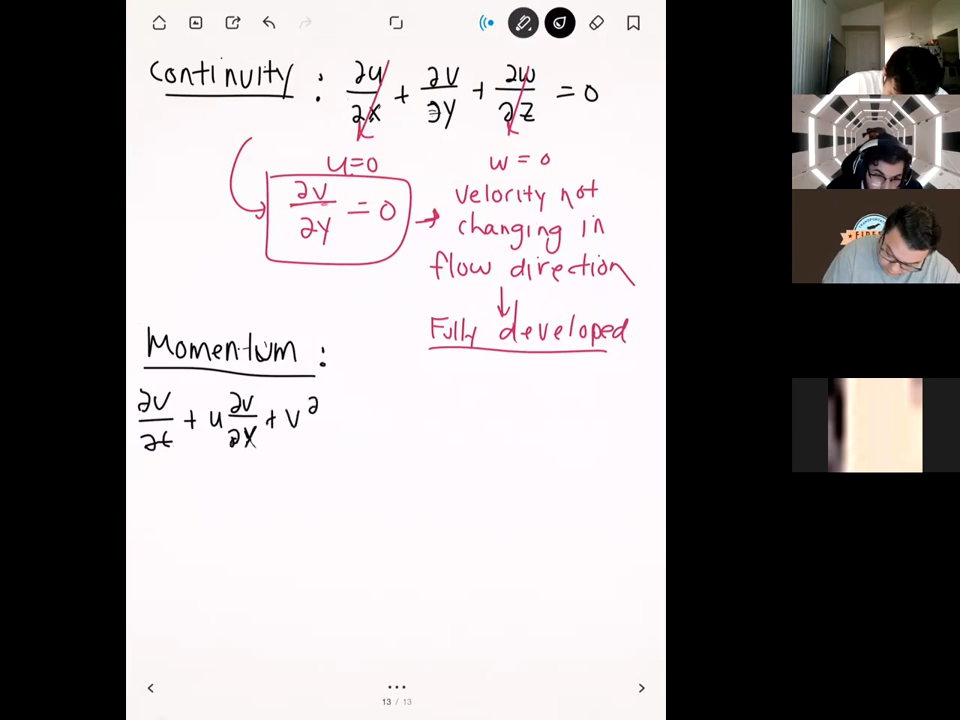 Continuity : ∂u/∂x + ∂v/∂y + ∂w/∂z = 0
u=0
w = 0
∂v/∂y = 0 →
velocity not
changing in
flow direction
↓
Fully developed
Momentum :
∂v/∂t + u ∂v/∂x + v ∂
13 / 13